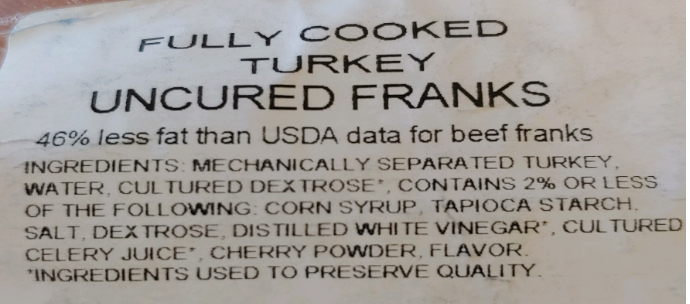 FULLY COOKED
TURKEY
UNCURED FRANKS
46% less fat than USDA data for beef franks
INGREDIENTS: MECHANICALLY SEPARATED TURKEY,
WATER, CULTURED DEXTROSE*, CONTAINS 2% OR LESS
OF THE FOLLOWING: CORN SYRUP, TAPIOCA STARCH,
SALT, DEXTROSE, DISTILLED WHITE VINEGAR*, CULTURED
CELERY JUICE*, CHERRY POWDER, FLAVOR.
*INGREDIENTS USED TO PRESERVE QUALITY.